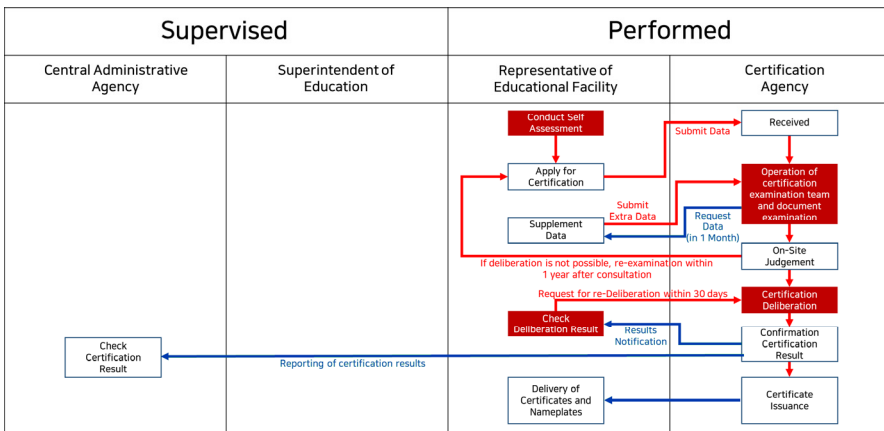 Supervised
Performed
Central Administrative
Agency
Superintendent of
Education
Representative of
Educational Facility
Certification
Agency
Conduct Self
Assessment
Submit Data
Received
Apply for
Certification
Operation of
certification
examination team
and document
examination
Submit
Extra Data
Request
Data
(in 1 Month)
Supplement
Data
On-Site
Judgement
If deliberation is not possible, re-examination within
1 year after consultation
Request for re-Deliberation within 30 days
Certification
Deliberation
Check
Deliberation Result
Results
Notification
Confirmation
Certification
Result
Check
Certification
Result
Reporting of certification results
Delivery of
Certificates and
Nameplates
Certificate
Issuance